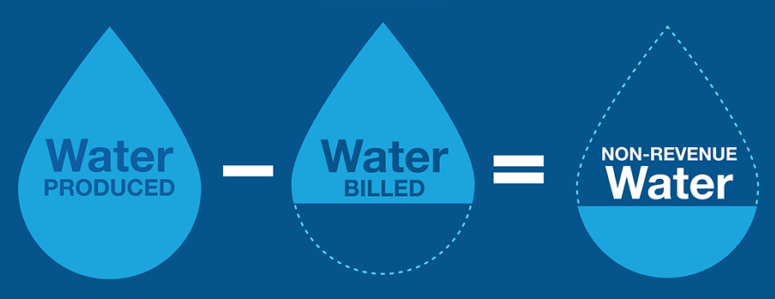 Water
PRODUCED
–
Water
BILLED
=
NON-REVENUE
Water